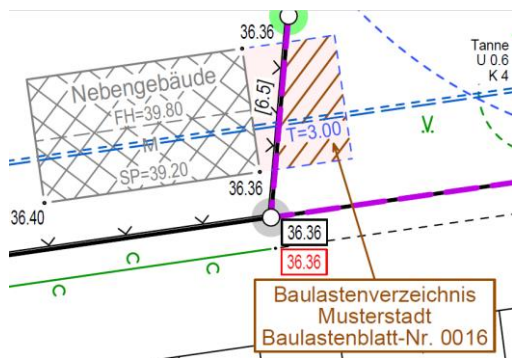 36.36
Nebengebäude
FH=39.80
M
SP=39.20
[6.5]
T=3.00
Tanne
U 0.6
K 4
.V.
36.36
36.40
36.36
36.36
Baulastenverzeichnis
Musterstadt
Baulastenblatt-Nr. 0016